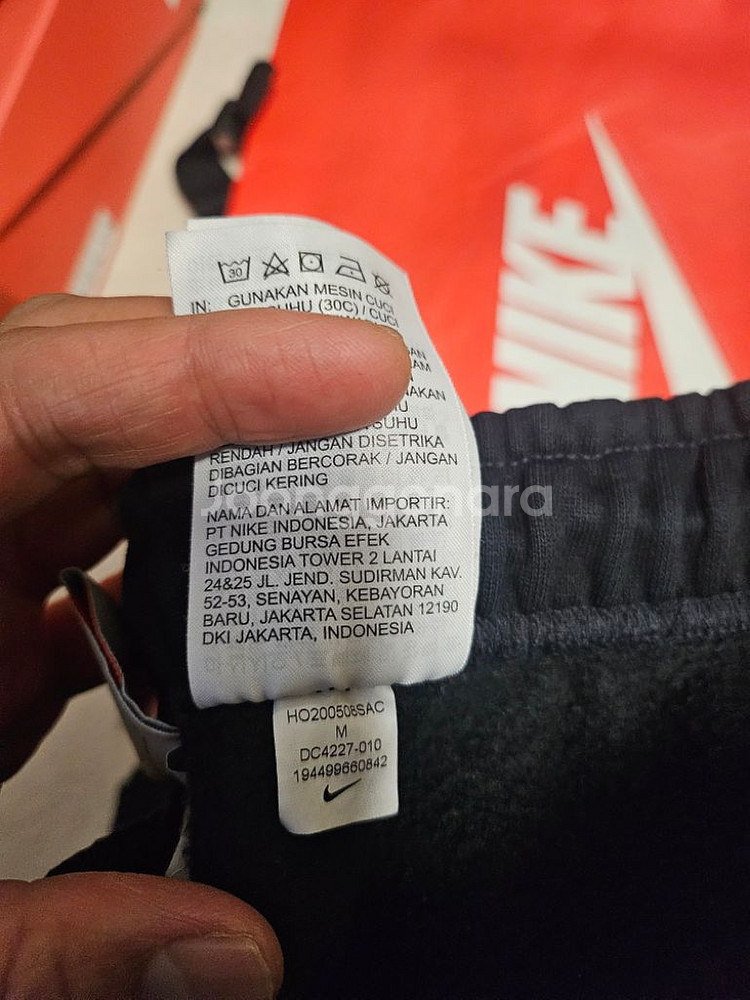 NIKE
30
IN: GUNAKAN MESIN CUCI
SUHU (30C) / CUCI
RENDAH / JANGAN DISETRIKA
DIBAGIAN BERCORAK / JANGAN
DICUCI KERING
NAMA DAN ALAMAT IMPORTIR:
PT NIKE INDONESIA, JAKARTA
GEDUNG BURSA EFEK
INDONESIA TOWER 2 LANTAI
24&25 JL. JEND. SUDIRMAN KAV.
52-53, SENAYAN, KEBAYORAN
BARU, JAKARTA SELATAN 12190
DKI JAKARTA, INDONESIA
HO200508SAC
M
DC4227-010
194499660842